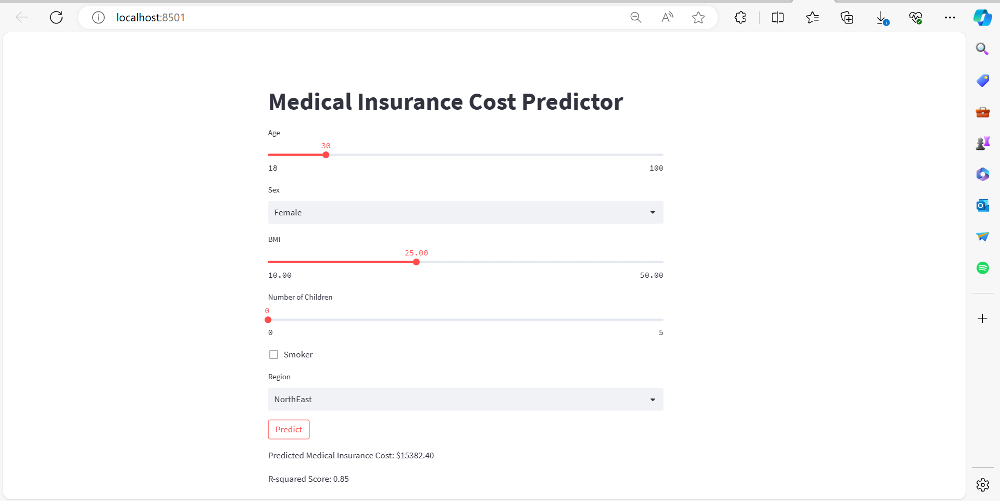 localhost:8501
Medical Insurance Cost Predictor
Age
30
18 100
Sex
Female
BMI
25.00
10.00 50.00
Number of Children
0
0 5
Smoker
Region
NorthEast
Predict
Predicted Medical Insurance Cost: $15382.40
R-squared Score: 0.85